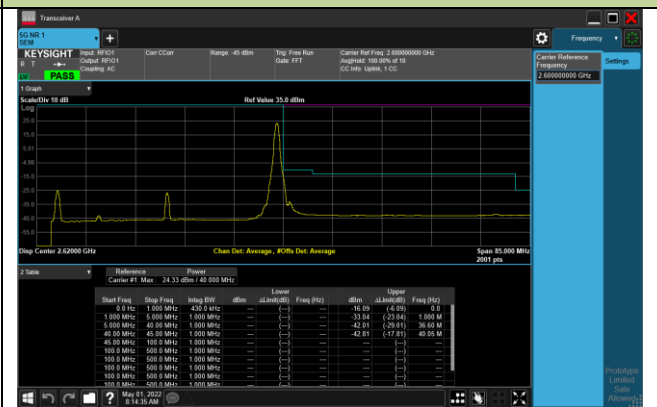 Transceiver A
5G NR 1
SEM
Frequency
KEYSIGHT
R T
PASS
Input: RFIO1
Output: RFIO1
Coupling: AC
Corr CCorr
Range: -45 dBm
Trig: Free Run
Gate: FFT
Carrier Ref Freq: 2.600000000 GHz
Avg|Hold: 100.00% of 10
CC Info: Uplink, 1 CC
Carrier Reference
Frequency
2.600000000 GHz
Settings
1 Graph
Scale/Div 10 dB
Ref Value 35.0 dBm
Log
25.0
15.0
5.01
-4.99
-15.0
-25.0
-35.0
-45.0
-55.0
Disp Center 2.62000 GHz
Chan Det: Average , #Offs Det: Average
Span 85.000 MHz
2001 pts
2 Table
Reference Power
Carrier #1. Max 24.33 dBm / 40.000 MHz
Lower Upper
Start Freq Stop Freq Integ BW dBm ΔLimit(dB) Freq (Hz) dBm ΔLimit(dB) Freq (Hz)
0.0 Hz 1.000 MHz 430.0 kHz --- (---) --- -16.09 (-6.09) 0.0
1.000 MHz 5.000 MHz 1.000 MHz --- (---) --- -33.04 (-23.04) 1.000 M
5.000 MHz 40.00 MHz 1.000 MHz --- (---) --- -42.01 (-29.01) 36.60 M
40.00 MHz 45.00 MHz 1.000 MHz --- (---) --- -42.81 (-17.81) 40.05 M
45.00 MHz 100.0 MHz 1.000 MHz --- (---) --- --- (---) ---
100.0 MHz 500.0 MHz 1.000 MHz --- (---) --- --- (---) ---
100.0 MHz 500.0 MHz 1.000 MHz --- (---) --- --- (---) ---
100.0 MHz 500.0 MHz 1.000 MHz --- (---) --- --- (---) ---
100.0 MHz 500.0 MHz 1.000 MHz --- (---) --- --- (---) ---
100.0 MHz 500.0 MHz 1.000 MHz --- (---) --- --- (---) ---
Prototype
Limited
Sale
Allowed
May 01, 2022
8:14:35 AM